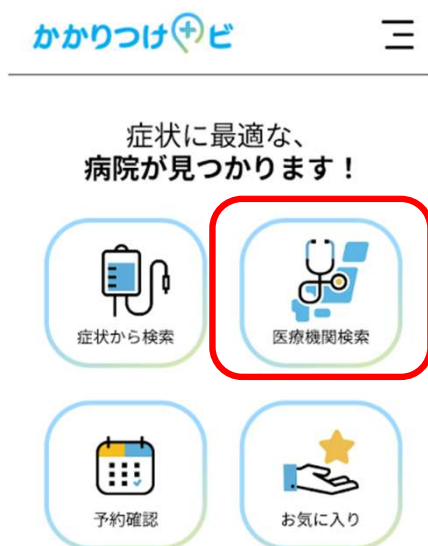 かかりつけナビ
症状に最適な、
病院が見つかります！
症状から検索
医療機関検索
予約確認
お気に入り